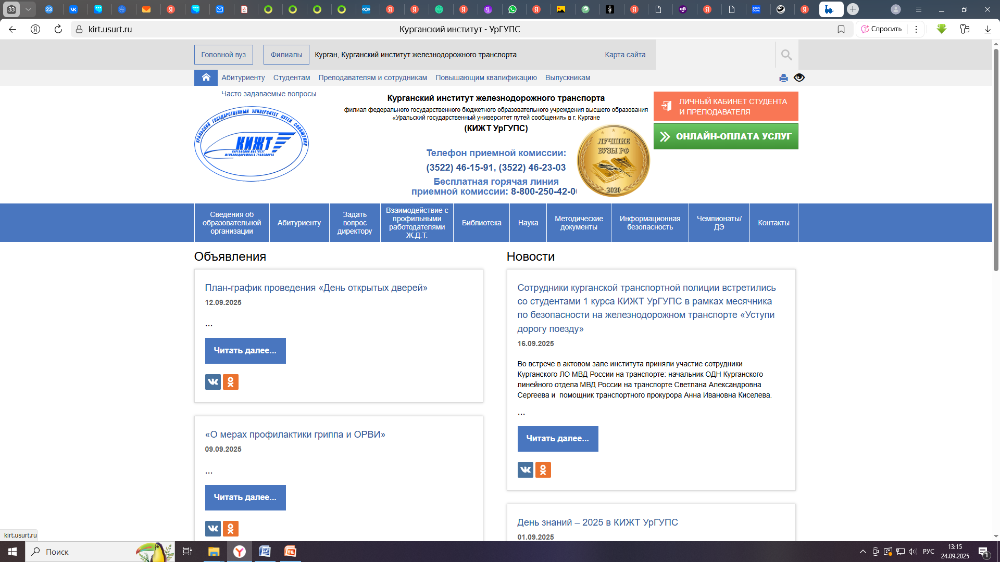 33
23
kirt.usurt.ru
Курганский институт - УрГУПС
Спросить
Головной вуз
Филиалы
Курган, Курганский институт железнодорожного транспорта
Карта сайта
Абитуриенту
Студентам
Преподавателям и сотрудникам
Повышающим квалификацию
Выпускникам
Часто задаваемые вопросы
УРАЛЬСКИЙ ГОСУДАРСТВЕННЫЙ УНИВЕРСИТЕТ ПУТЕЙ СООБЩЕНИЯ
КИЖТ
КУРГАНСКИЙ ИНСТИТУТ
ЖЕЛЕЗНОДОРОЖНОГО ТРАНСПОРТА
Курганский институт железнодорожного транспорта
филиал федерального государственного бюджетного образовательного учреждения высшего образования
«Уральский государственный университет путей сообщения» в г. Кургане
(КИЖТ УрГУПС)
Телефон приемной комиссии:
(3522) 46-15-91, (3522) 46-23-03
Бесплатная горячая линия
приемной комиссии: 8-800-250-42-0
ЛУЧШИЕ
ВУЗЫ РФ
2020
ЛИЧНЫЙ КАБИНЕТ СТУДЕНТА
И ПРЕПОДАВАТЕЛЯ
ОНЛАЙН-ОПЛАТА УСЛУГ
Сведения об
образовательной
организации
Абитуриенту
Задать
вопрос
директору
Взаимодействие с
профильными
работодателями
Ж.Д.Т.
Библиотека
Наука
Методические
документы
Информационная
безопасность
Чемпионаты/
ДЭ
Контакты
Объявления
План-график проведения «День открытых дверей»
12.09.2025
...
Читать далее...
«О мерах профилактики гриппа и ОРВИ»
09.09.2025
...
Читать далее...
Новости
Сотрудники курганской транспортной полиции встретились
со студентами 1 курса КИЖТ УрГУПС в рамках месячника
по безопасности на железнодорожном транспорте «Уступи
дорогу поезду»
16.09.2025
Во встрече в актовом зале института приняли участие сотрудники
Курганского ЛО МВД России на транспорте: начальник ОДН Курганского
линейного отдела МВД России на транспорте Светлана Александровна
Сергеева и помощник транспортного прокурора Анна Ивановна Киселева.
...
Читать далее...
День знаний – 2025 в КИЖТ УрГУПС
01.09.2025
kirt.usurt.ru
Поиск
РУС
13:15
24.09.2025
1